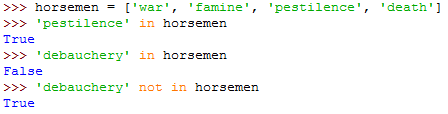 >>> horsemen = ['war', 'famine', 'pestilence', 'death']
>>> 'pestilence' in horsemen
True
>>> 'debauchery' in horsemen
False
>>> 'debauchery' not in horsemen
True